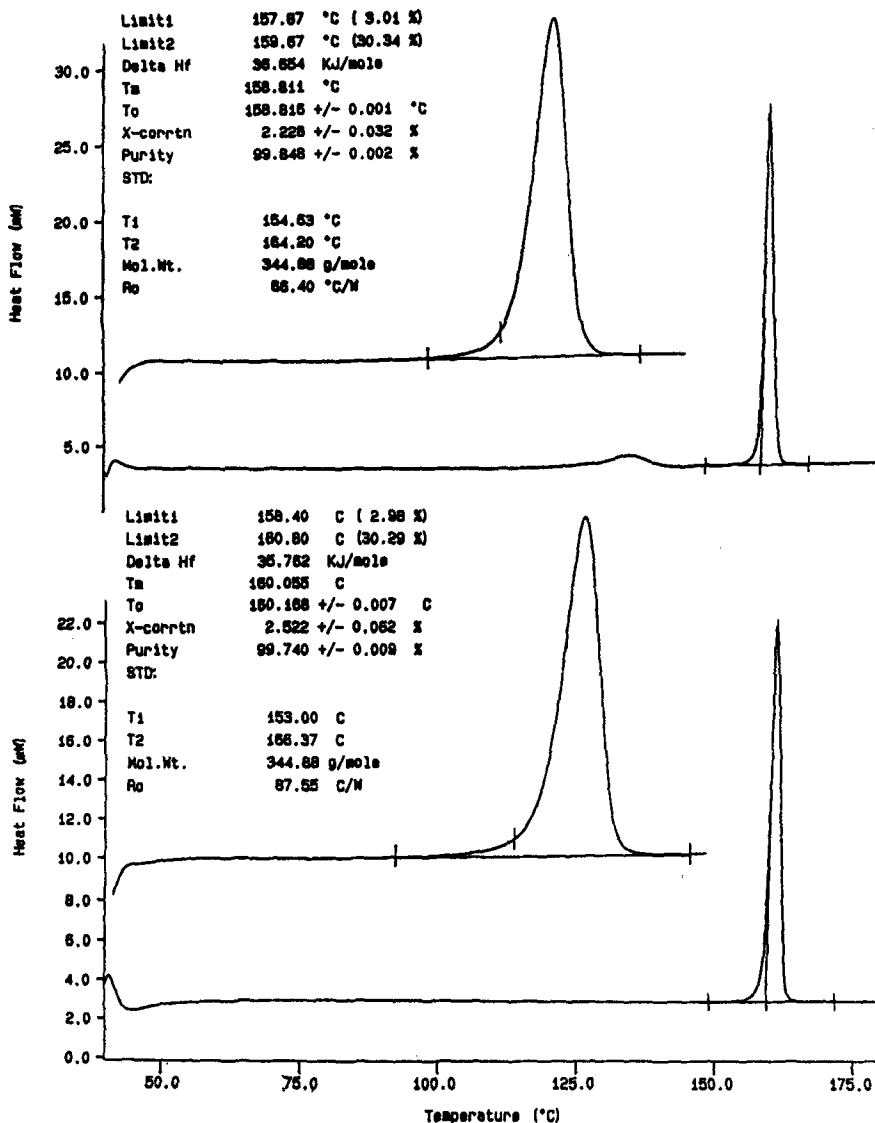 Limit1 157.87 °C ( 3.01 %)
Limit2 159.67 °C (30.34 %)
Delta Hf 36.654 KJ/mole
Tm 158.811 °C
To 158.815 +/- 0.001 °C
X-corrtn 2.228 +/- 0.032 %
Purity 99.848 +/- 0.002 %
STD:
T1 154.63 °C
T2 164.20 °C
Mol.Wt. 344.88 g/mole
Ro 66.40 °C/W
30.0
25.0
20.0
15.0
10.0
5.0
Heat Flow (mW)
Limit1 158.40 C ( 2.98 %)
Limit2 160.80 C (30.29 %)
Delta Hf 35.762 KJ/mole
Tm 160.055 C
To 160.168 +/- 0.007 C
X-corrtn 2.522 +/- 0.062 %
Purity 99.740 +/- 0.009 %
STD:
T1 153.00 C
T2 166.37 C
Mol.Wt. 344.88 g/mole
Ro 87.55 C/W
22.0
20.0
18.0
16.0
14.0
12.0
10.0
8.0
6.0
4.0
2.0
0.0
Heat Flow (mW)
50.0 75.0 100.0 125.0 150.0 175.0
Temperature (°C)